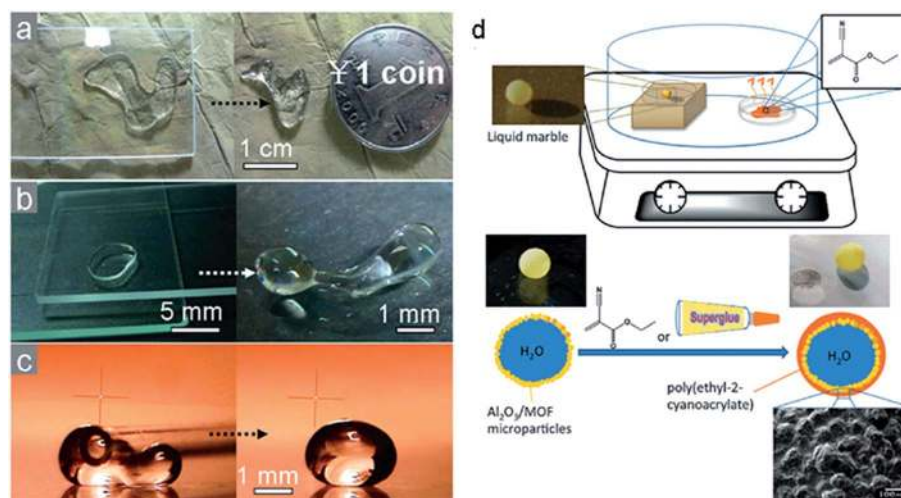 a
¥1 coin
1 cm
b
5 mm
1 mm
c
1 mm
d
Liquid marble
O
O
N
H₂O
Al₂O₃/MOF
microparticles
N
O
O
or
Superglue
H₂O
poly(ethyl-2-
cyanoacrylate)